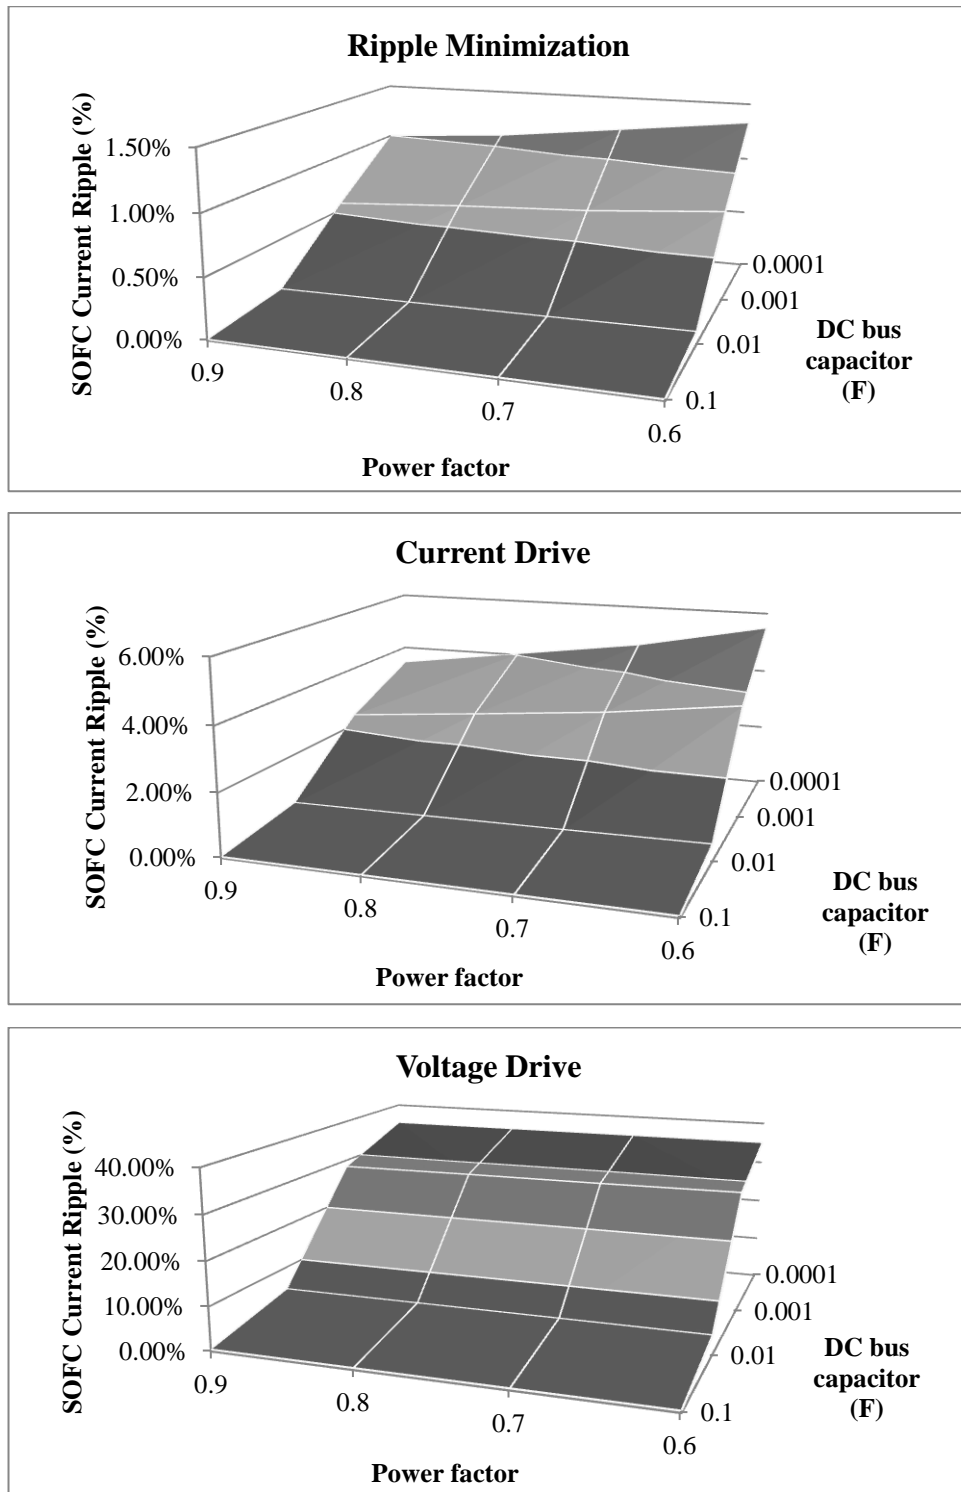 Ripple Minimization
SOFC Current Ripple (%)
1.50%
1.00%
0.50%
0.00%
0.9
0.8
0.7
0.6
Power factor
0.0001
0.001
0.01
0.1
DC bus
capacitor
(F)
Current Drive
SOFC Current Ripple (%)
6.00%
4.00%
2.00%
0.00%
0.9
0.8
0.7
0.6
Power factor
0.0001
0.001
0.01
0.1
DC bus
capacitor
(F)
Voltage Drive
SOFC Current Ripple (%)
40.00%
30.00%
20.00%
10.00%
0.00%
0.9
0.8
0.7
0.6
Power factor
0.0001
0.001
0.01
0.1
DC bus
capacitor
(F)